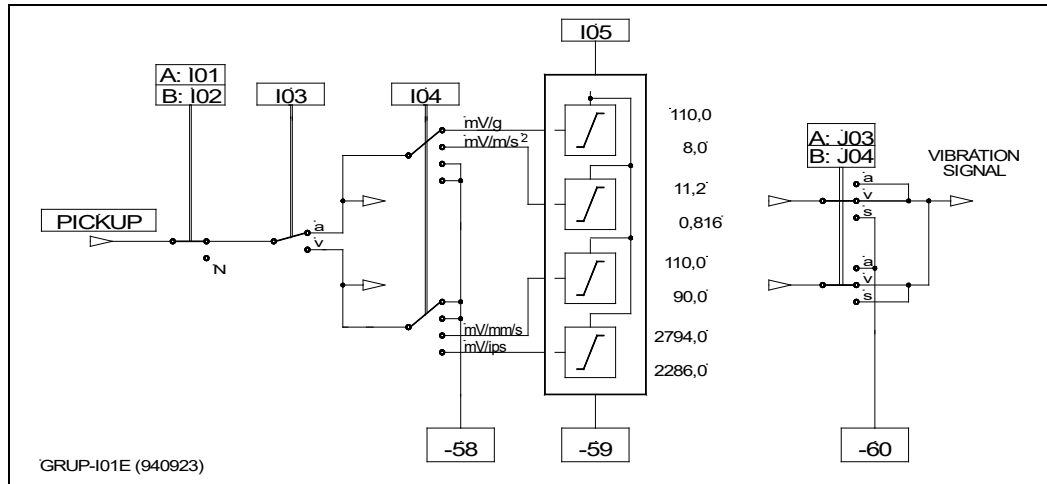 I05
A: I01
B: I02
I03
I04
mV/g
mV/m/s²
110,0
8,0
A: J03
B: J04
VIBRATION
SIGNAL
a
v
s
11,2
0,816
PICKUP
a
v
N
110,0
90,0
a
v
s
mV/mm/s
mV/ips
2794,0
2286,0
-58
-59
-60
GRUP-I01E (940923)